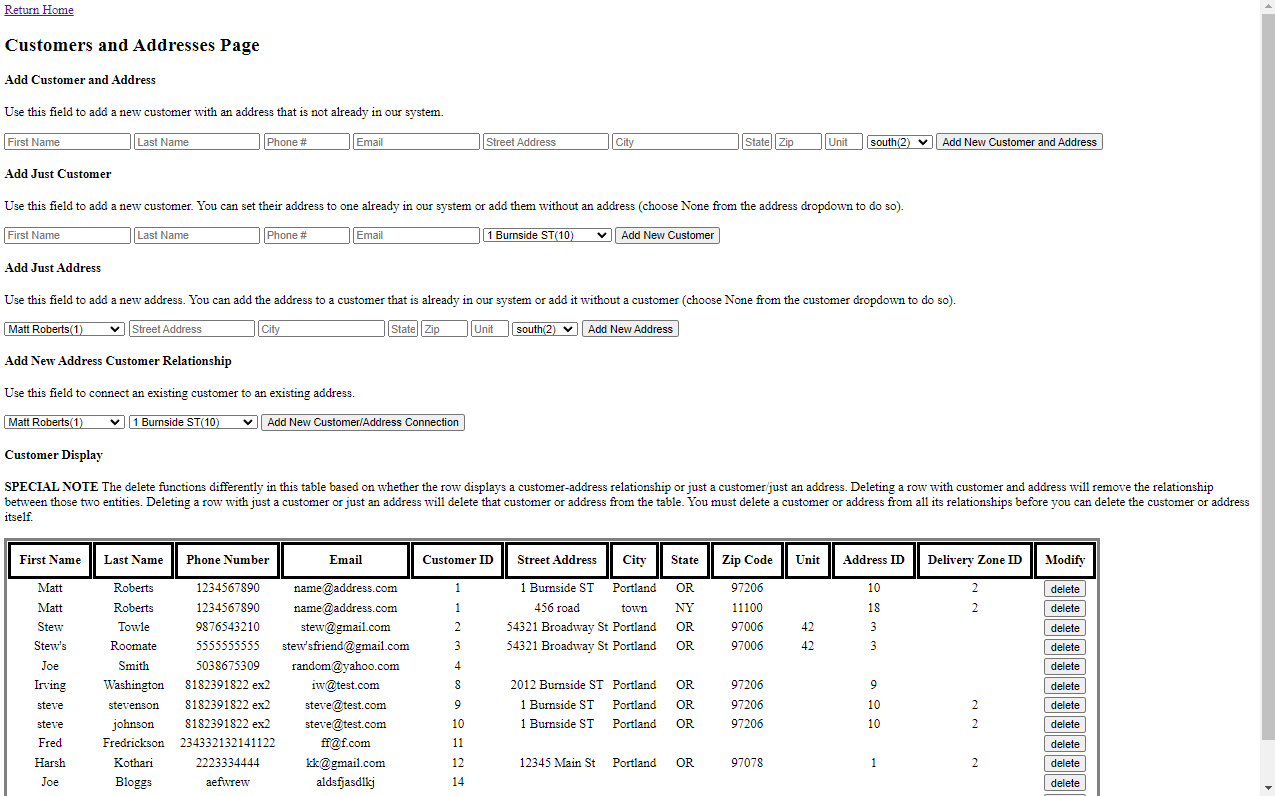 Return Home
Customers and Addresses Page
Add Customer and Address
Use this field to add a new customer with an address that is not already in our system.
First Name Last Name Phone # Email Street Address City State Zip Unit south(2) Add New Customer and Address
Add Just Customer
Use this field to add a new customer. You can set their address to one already in our system or add them without an address (choose None from the address dropdown to do so).
First Name Last Name Phone # Email 1 Burnside ST(10) Add New Customer
Add Just Address
Use this field to add a new address. You can add the address to a customer that is already in our system or add it without a customer (choose None from the customer dropdown to do so).
Matt Roberts(1) Street Address City State Zip Unit south(2) Add New Address
Add New Address Customer Relationship
Use this field to connect an existing customer to an existing address.
Matt Roberts(1) 1 Burnside ST(10) Add New Customer/Address Connection
Customer Display
SPECIAL NOTE The delete functions differently in this table based on whether the row displays a customer-address relationship or just a customer/just an address. Deleting a row with customer and address will remove the relationship
between those two entities. Deleting a row with just a customer or just an address will delete that customer or address from the table. You must delete a customer or address from all its relationships before you can delete the customer or address
itself.
First Name Last Name Phone Number Email Customer ID Street Address City State Zip Code Unit Address ID Delivery Zone ID Modify
Matt Roberts 1234567890 name@address.com 1 1 Burnside ST Portland OR 97206 10 2 delete
Matt Roberts 1234567890 name@address.com 1 456 road town NY 11100 18 2 delete
Stew Towle 9876543210 stew@gmail.com 2 54321 Broadway St Portland OR 97006 42 3 delete
Stew's Roomate 5555555555 stew'sfriend@gmail.com 3 54321 Broadway St Portland OR 97006 42 3 delete
Joe Smith 5038675309 random@yahoo.com 4 delete
Irving Washington 8182391822 ex2 iw@test.com 8 2012 Burnside ST Portland OR 97206 9 delete
steve stevenson 8182391822 ex2 steve@test.com 9 1 Burnside ST Portland OR 97206 10 2 delete
steve johnson 8182391822 ex2 steve@test.com 10 1 Burnside ST Portland OR 97206 10 2 delete
Fred Fredrickson 234332132141122 ff@f.com 11 delete
Harsh Kothari 2223334444 kk@gmail.com 12 12345 Main St Portland OR 97078 1 2 delete
Joe Bloggs aefwrew aldsfjasdlkj 14 delete